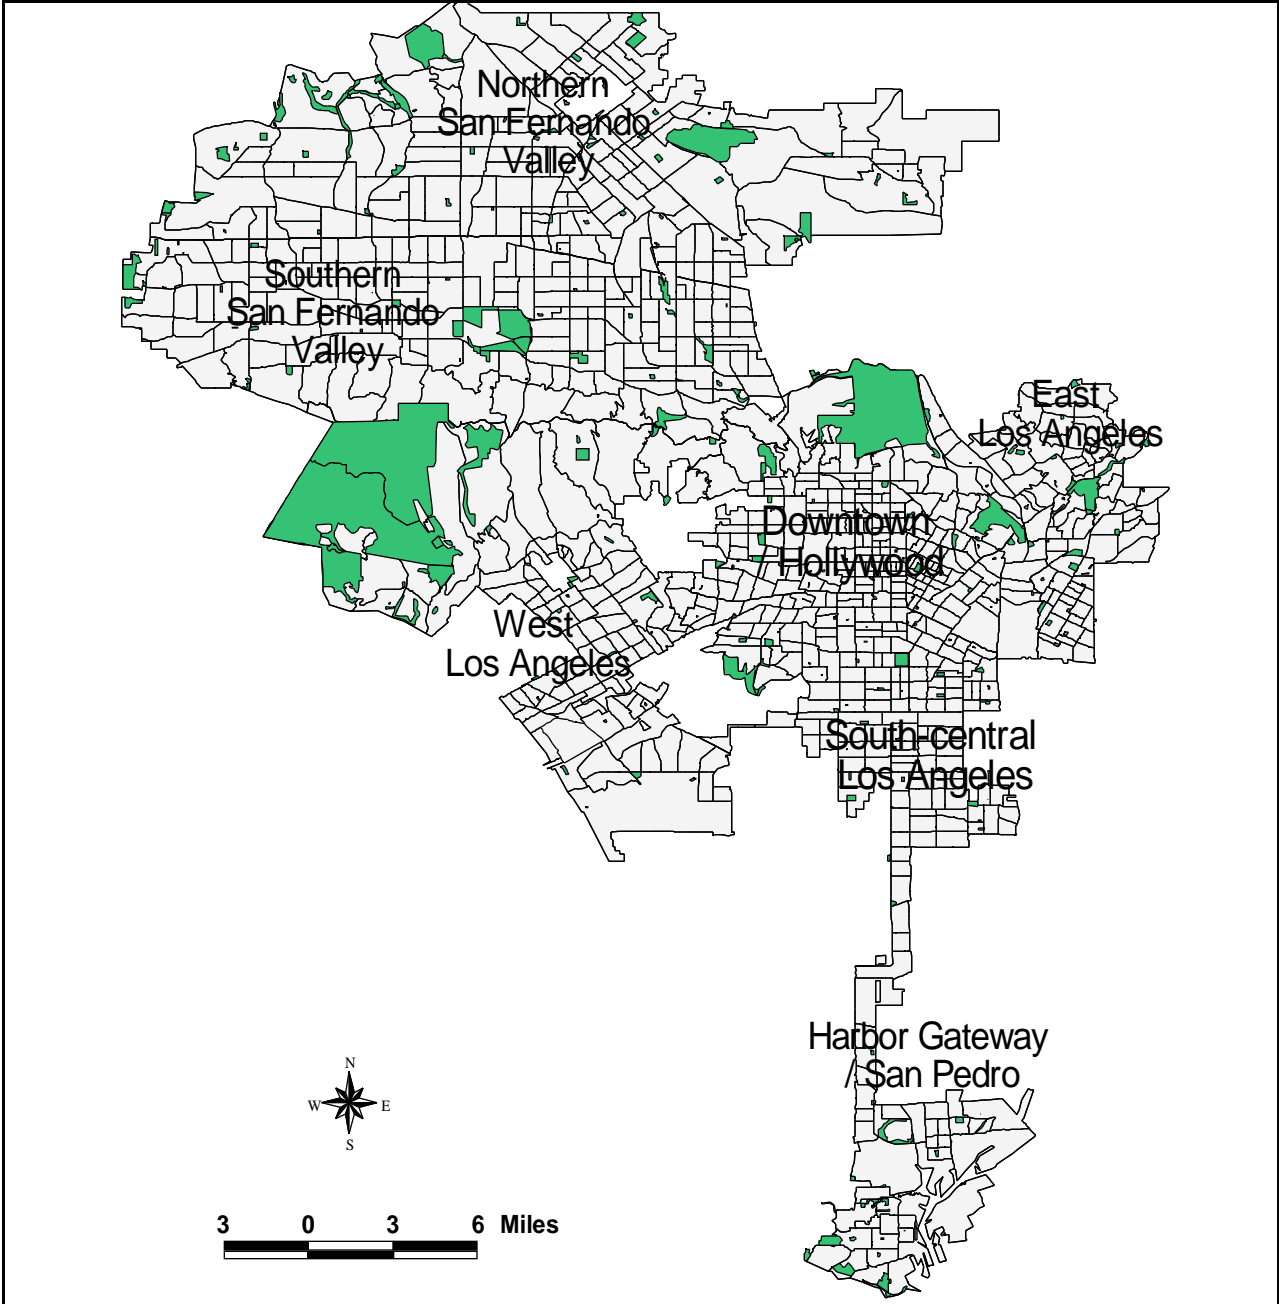 Northern
San Fernando
Valley
Southern
San Fernando
Valley
East
Los Angeles
Downtown
/ Hollywood
West
Los Angeles
South-central
Los Angeles
Harbor Gateway
/ San Pedro
N
W E
S
3 0 3 6 Miles